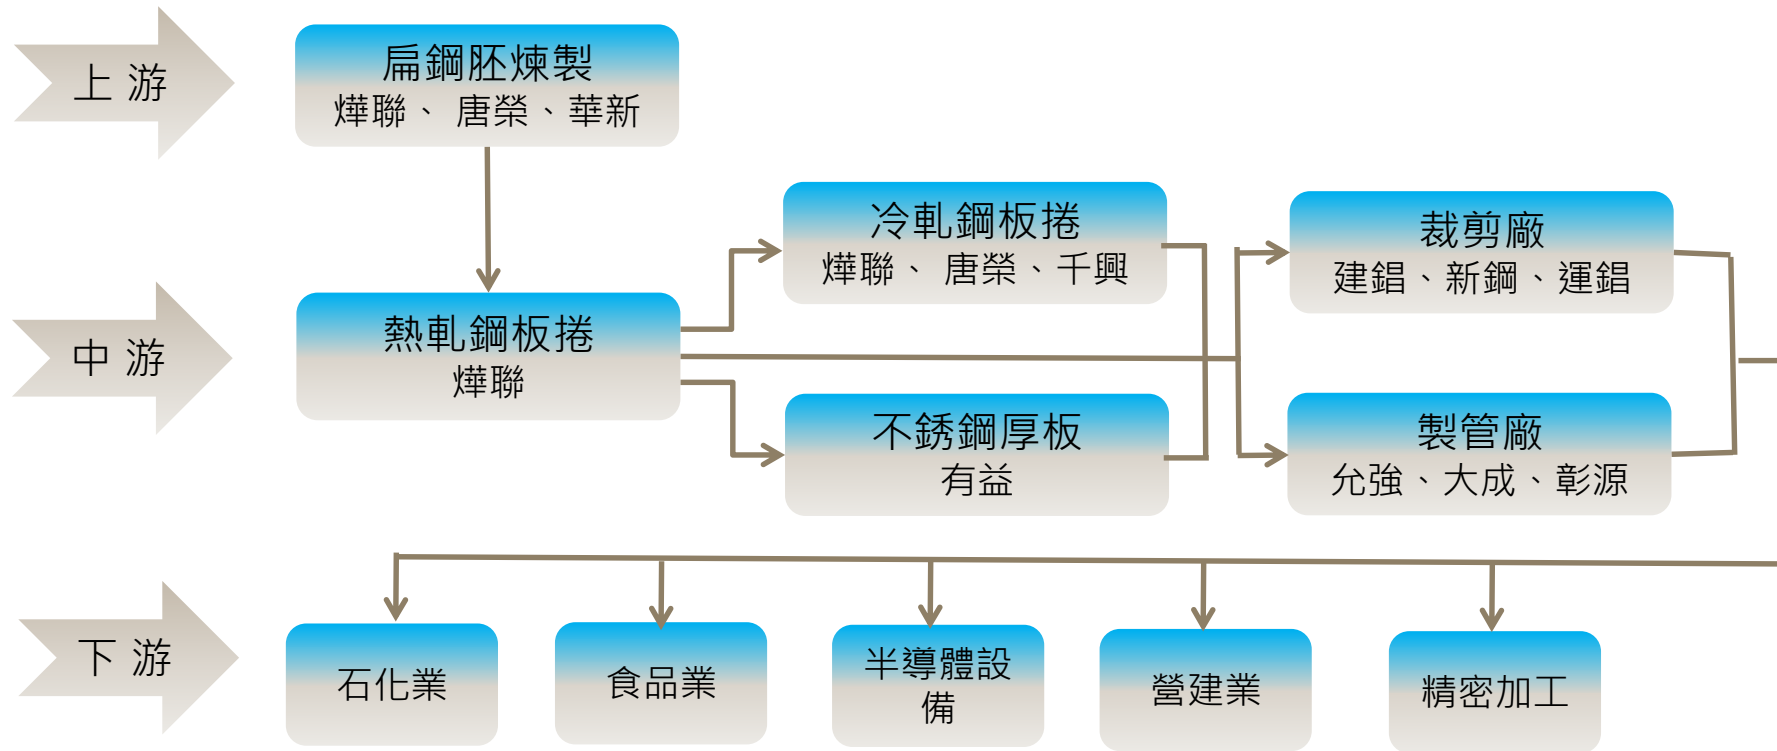 上 游
扁鋼胚煉製
燁聯、 唐榮、華新
中 游
熱軋鋼板捲
燁聯
冷軋鋼板捲
燁聯、 唐榮、千興
不銹鋼厚板
有益
裁剪廠
建錩、新鋼、運錩
製管廠
允強、大成、彰源
下 游
石化業
食品業
半導體設
備
營建業
精密加工